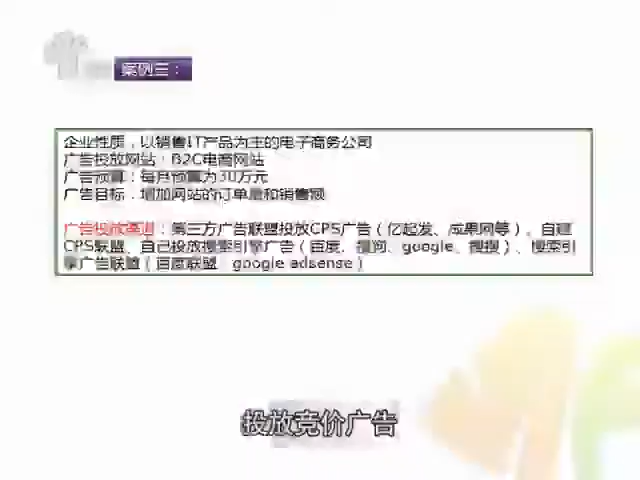 案例三：
企业性质：以销售IT产品为主的电子商务公司
广告投放网站：B2C电商网站
广告预算：每月预算为30万元
广告目标：增加网站的订单量和销售额
广告投放渠道：第三方广告联盟投放CPS广告（亿起发、成果网等）、自建
CPS联盟、自己投放搜索引擎广告（百度、搜狗、google、搜搜）、搜索引
擎广告联盟（百度联盟、google adsense）
投放竞价广告